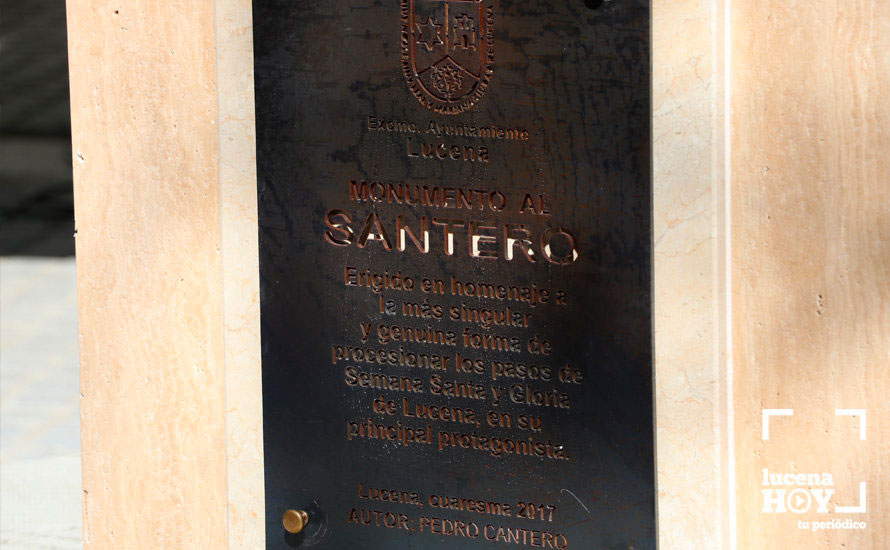 Excmo. Ayuntamiento
Lucena
MONUMENTO AL
SANTERO
Erigido en homenaje a
la más singular
y genuina forma de
procesionar los pasos de
Semana Santa y Gloria
de Lucena, en su
principal protagonista.
Lucena, cuaresma 2017
AUTOR: PEDRO CANTERO
lucena
HOY
tu periódico